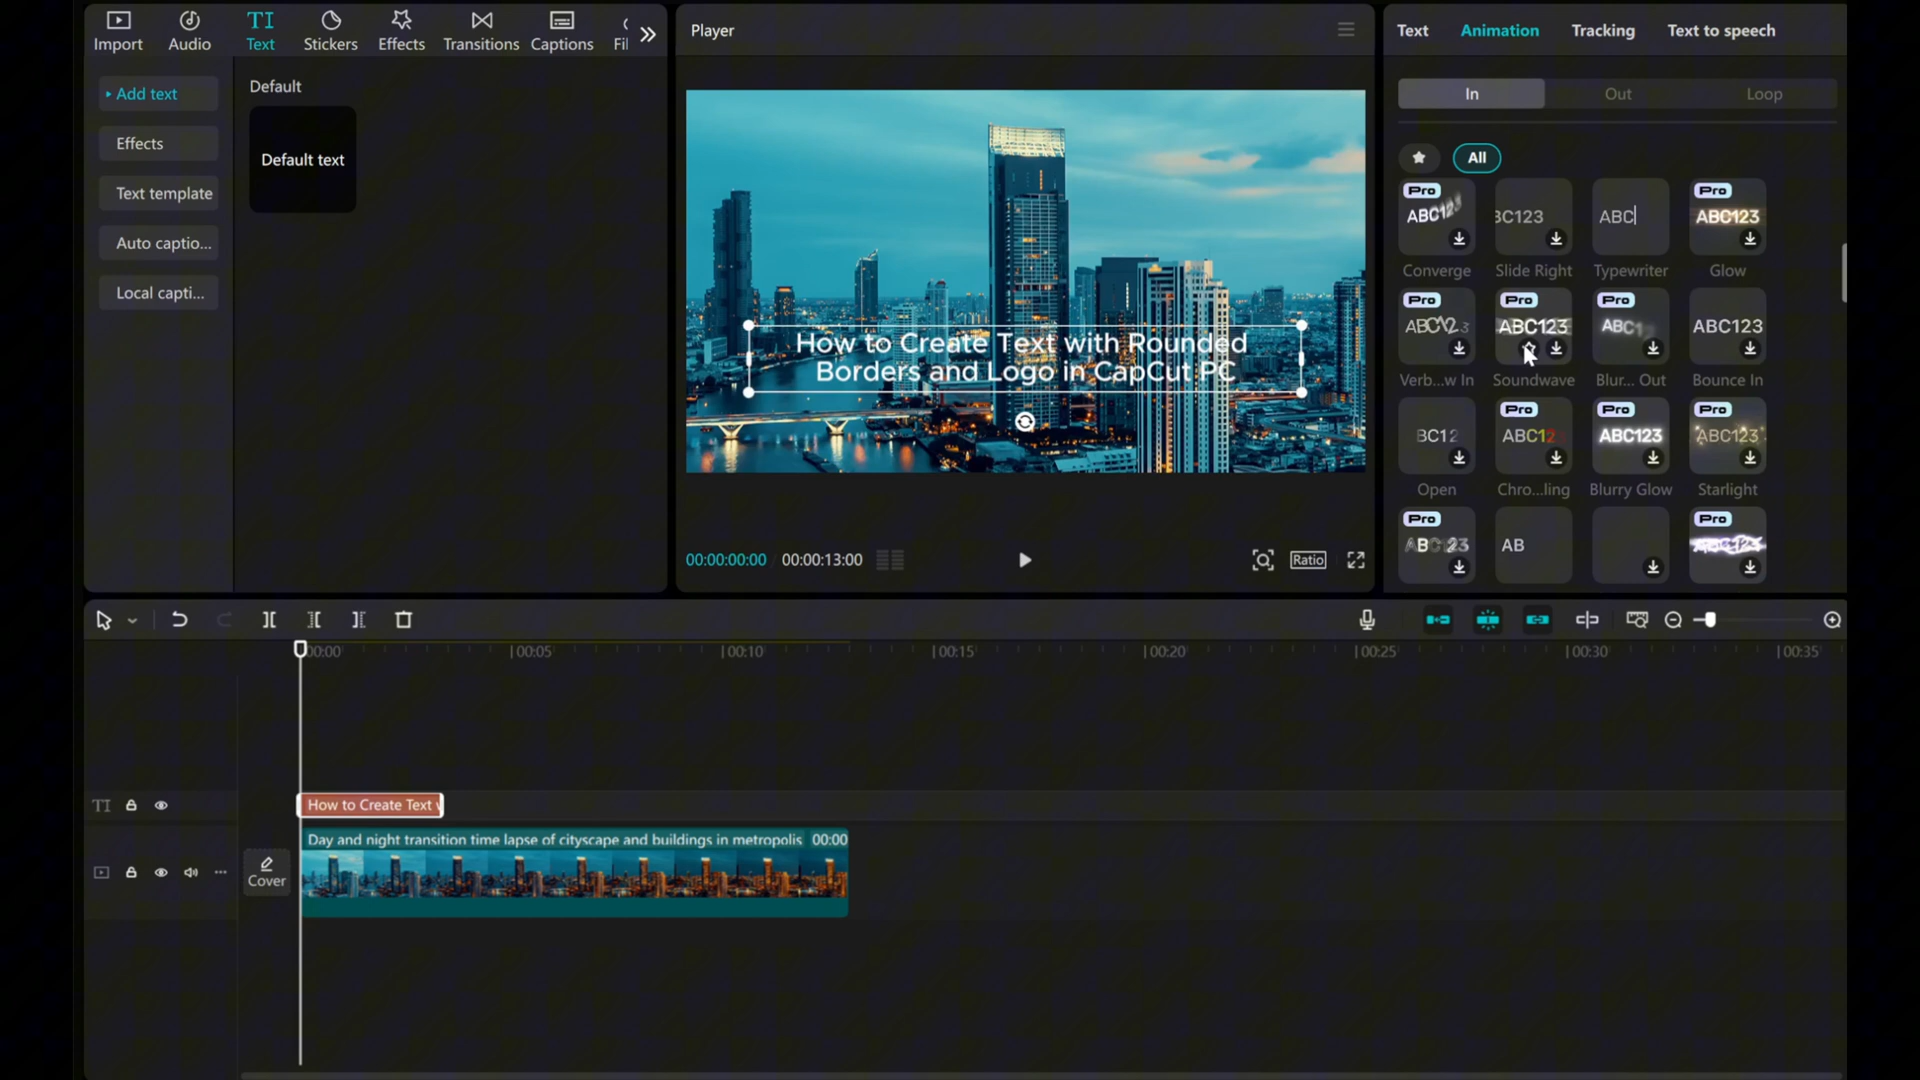 Import
Audio
TI
Text
Stickers
Effects
Transitions
Captions
Fil
Add text
Effects
Text template
Auto captio...
Local capti...
Default
Default text
Player
How to Create Text with Rounded
Borders and Logo in CapCut PC
00:00:00:00
00:00:13:00
Ratio
Text
Animation
Tracking
Text to speech
In
Out
Loop
All
Pro
ABC123
Converge
BC123
Slide Right
ABC
Typewriter
Pro
ABC123
Glow
Pro
ABC123
Verb...w In
Pro
ABC123
Soundwave
Pro
ABC1
Blur... Out
ABC123
Bounce In
BC12
Open
Pro
ABC12
Chro...ling
Pro
ABC123
Blurry Glow
Pro
ABC123
Starlight
Pro
ABC123
AB
Pro
ABC123
00:00
00:05
00:10
00:15
00:20
00:25
00:30
00:35
TI
How to Create Text
Day and night transition time lapse of cityscape and buildings in metropolis 00:00
Cover